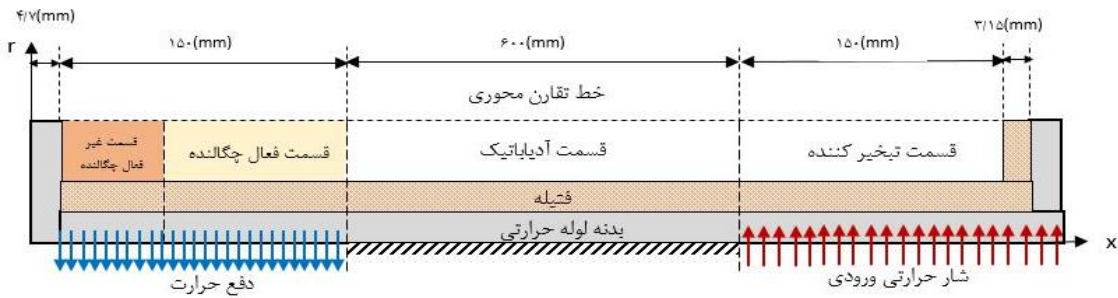 ۴/۷(mm)
۱۵۰(mm)
۶۰۰(mm)
۱۵۰(mm)
۳/۱۵(mm)
r
خط تقارن محوری
قسمت غیر
فعال چگالنده
قسمت فعال چگالنده
قسمت آدیاباتیک
قسمت تبخیر کننده
فتیله
بدنه لوله حرارتی
x
دفع حرارت
شار حرارتی ورودی